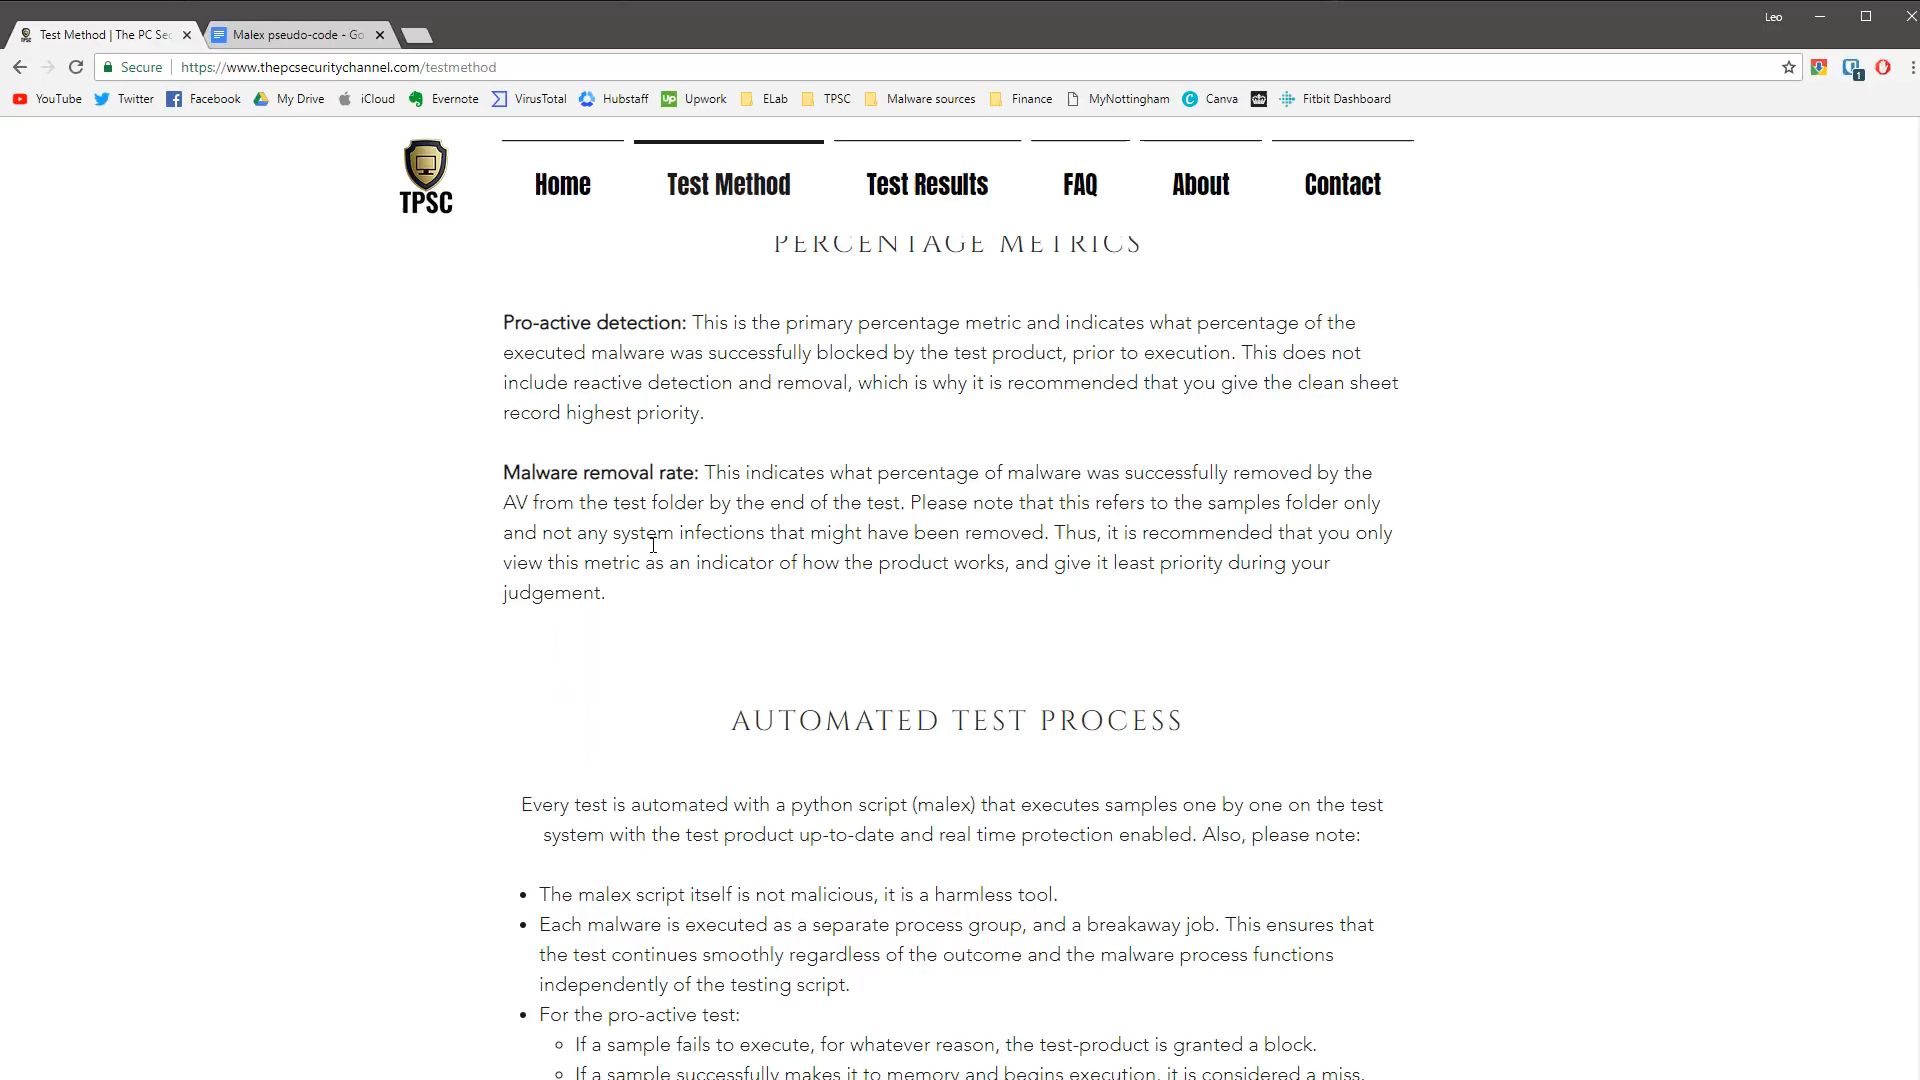 Leo
Test Method | The PC Sec
Malex pseudo-code - Go
Secure
https://www.thepcsecuritychannel.com/testmethod
YouTube
Twitter
Facebook
My Drive
iCloud
Evernote
VirusTotal
Hubstaff
Upwork
ELab
TPSC
Malware sources
Finance
MyNottingham
Canva
Fitbit Dashboard
1
TPSC
Home
Test Method
Test Results
FAQ
About
Contact
PERCENTAGE METRICS
Pro-active detection: This is the primary percentage metric and indicates what percentage of the
executed malware was successfully blocked by the test product, prior to execution. This does not
include reactive detection and removal, which is why it is recommended that you give the clean sheet
record highest priority.
Malware removal rate: This indicates what percentage of malware was successfully removed by the
AV from the test folder by the end of the test. Please note that this refers to the samples folder only
and not any system infections that might have been removed. Thus, it is recommended that you only
view this metric as an indicator of how the product works, and give it least priority during your
judgement.
AUTOMATED TEST PROCESS
Every test is automated with a python script (malex) that executes samples one by one on the test
system with the test product up-to-date and real time protection enabled. Also, please note:
• The malex script itself is not malicious, it is a harmless tool.
• Each malware is executed as a separate process group, and a breakaway job. This ensures that
the test continues smoothly regardless of the outcome and the malware process functions
independently of the testing script.
• For the pro-active test:
◦ If a sample fails to execute, for whatever reason, the test-product is granted a block.
◦ If a sample successfully makes it to memory and begins execution, it is considered a miss.